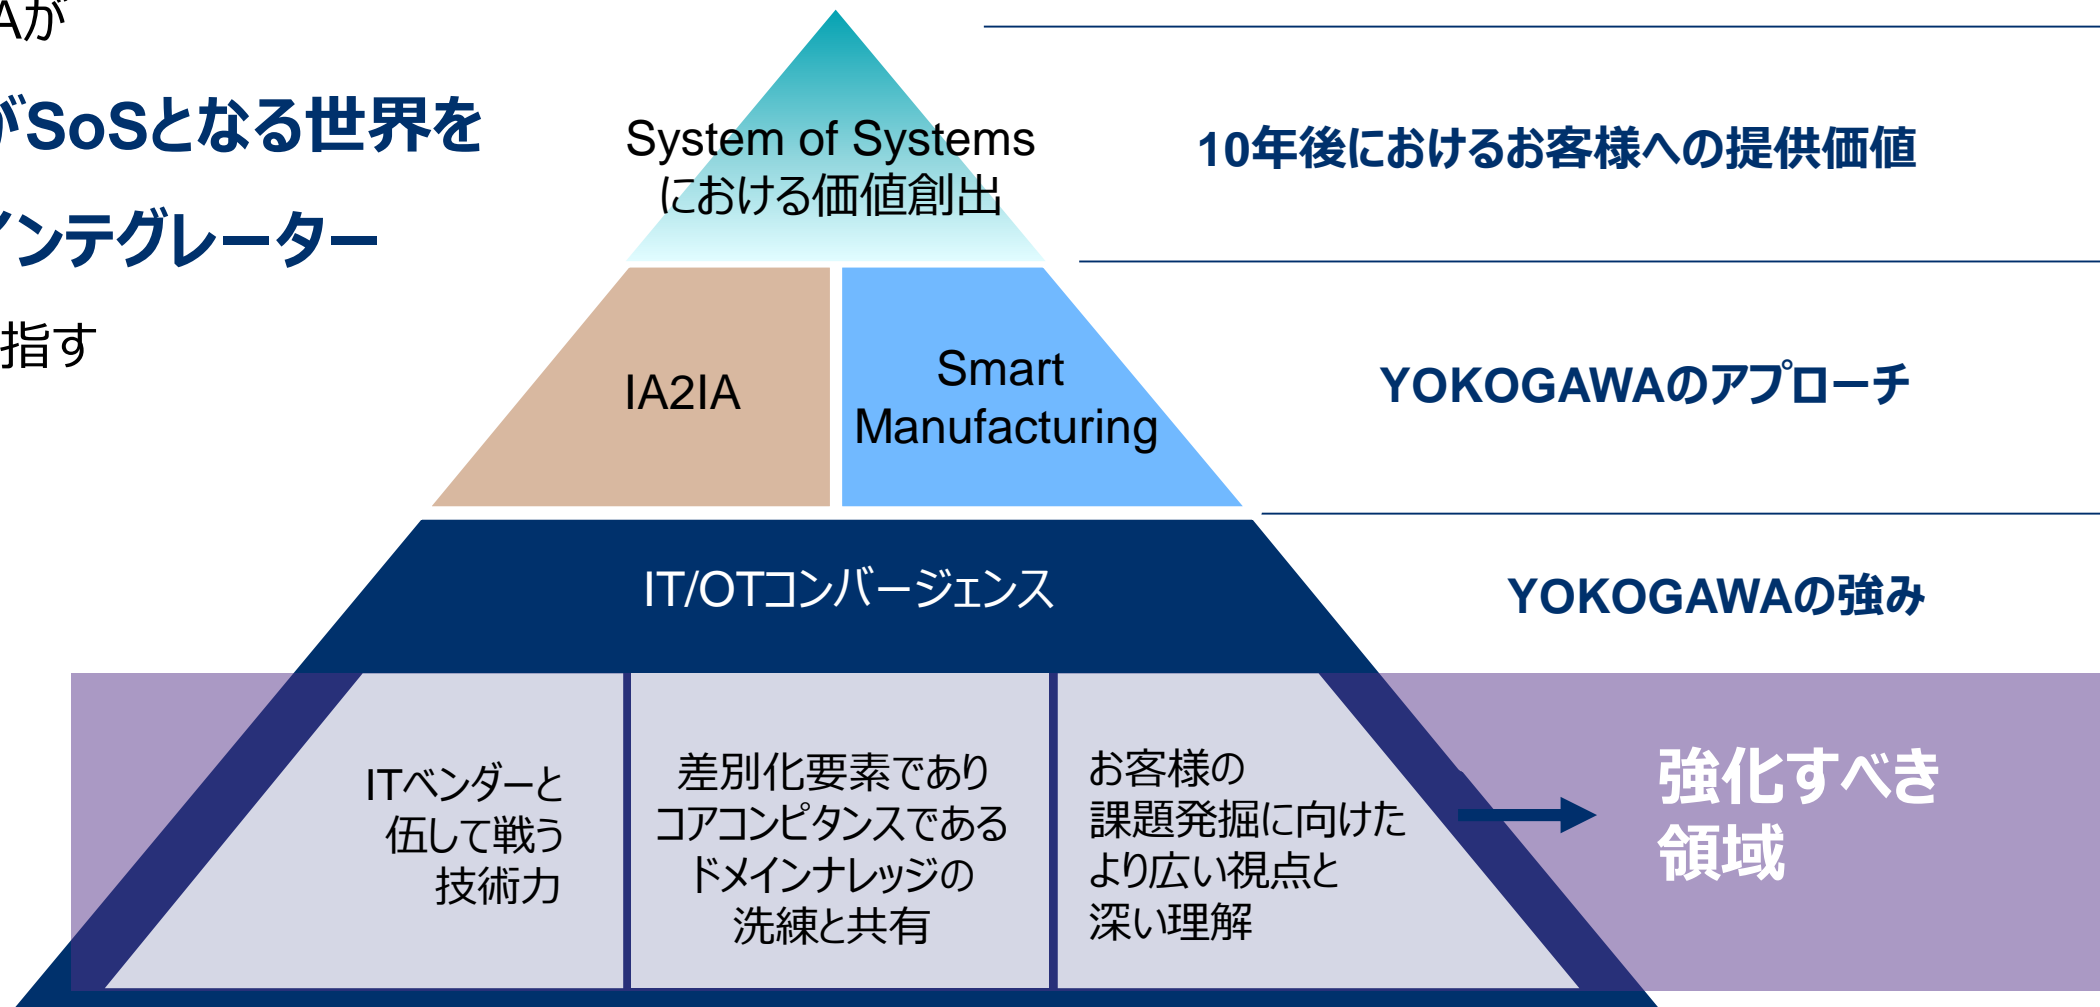 Aが
がSoSとなる世界を
インテグレーター
指す
System of Systems
における価値創出
10年後におけるお客様への提供価値
IA2IA
Smart
Manufacturing
YOKOGAWAのアプローチ
IT/OTコンバージェンス
YOKOGAWAの強み
ITベンダーと
伍して戦う
技術力
差別化要素であり
コアコンピタンスである
ドメインナレッジの
洗練と共有
お客様の
課題発掘に向けた
より広い視点と
深い理解
強化すべき
領域